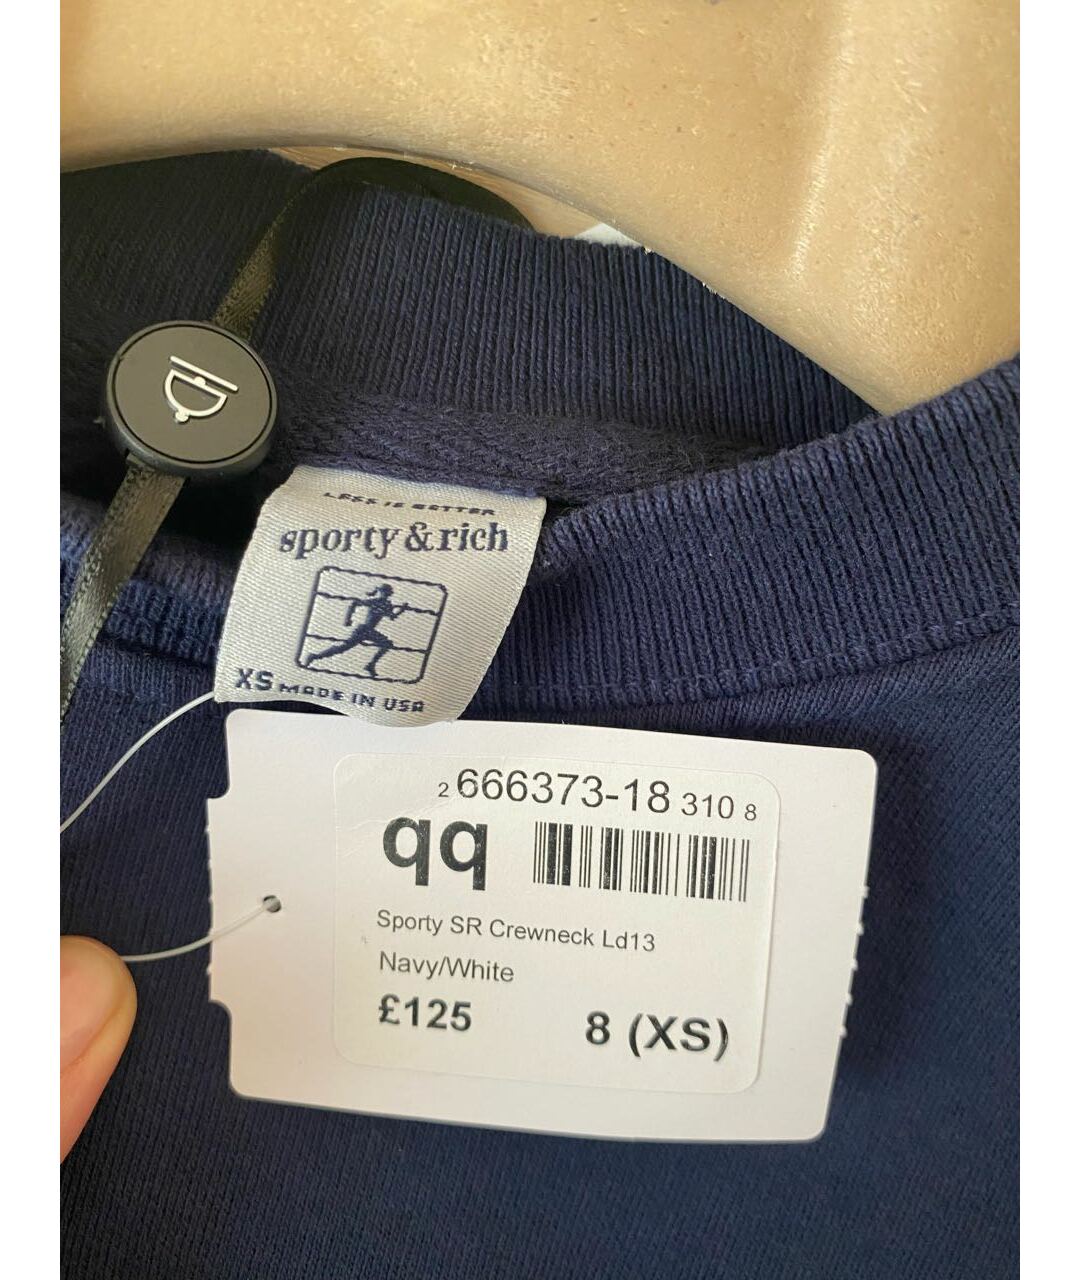 LESS IS BETTER
sporty & rich
XS MADE IN USA
2 666373-18 310 8
qq
Sporty SR Crewneck Ld13
Navy/White
£125 8 (XS)